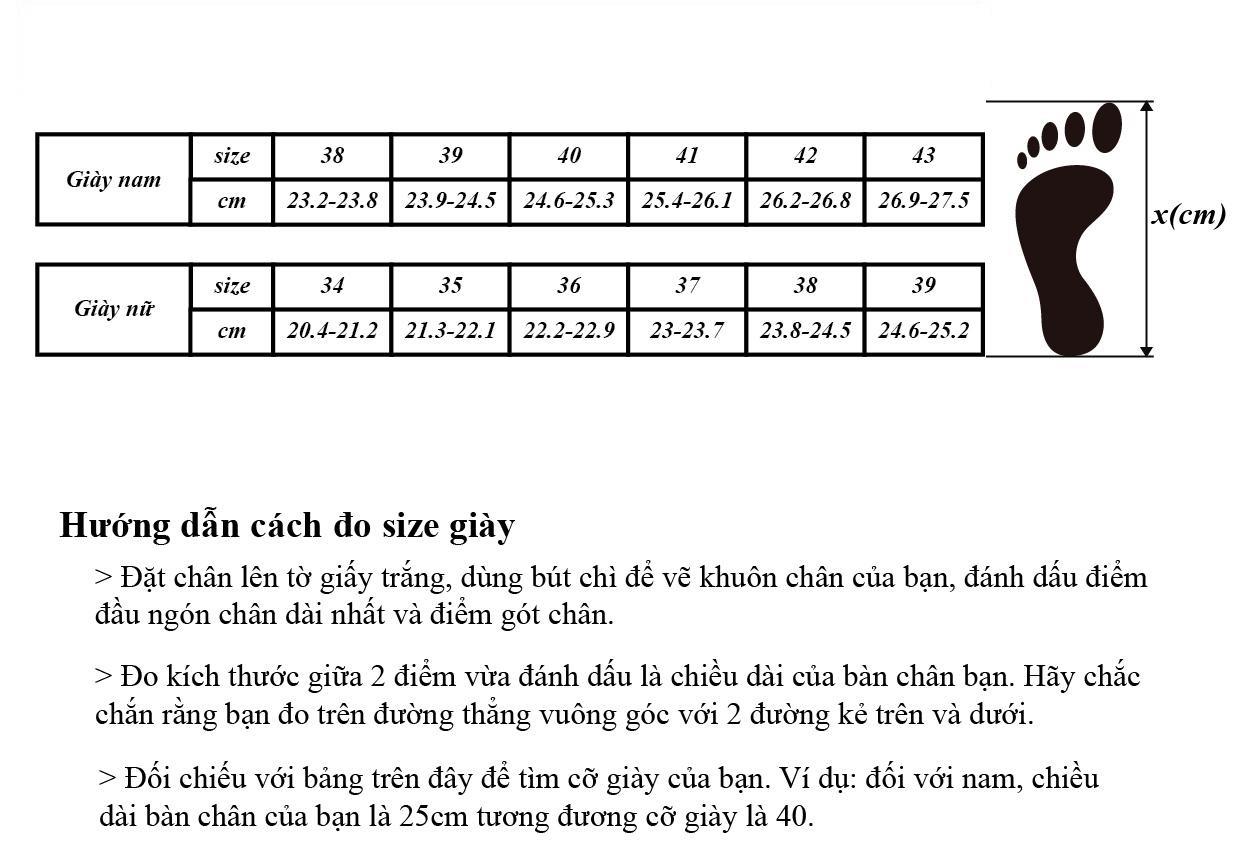 Giày nam
size 38 39 40 41 42 43
cm 23.2-23.8 23.9-24.5 24.6-25.3 25.4-26.1 26.2-26.8 26.9-27.5
x(cm)
Giày nữ
size 34 35 36 37 38 39
cm 20.4-21.2 21.3-22.1 22.2-22.9 23-23.7 23.8-24.5 24.6-25.2
Hướng dẫn cách đo size giày
> Đặt chân lên tờ giấy trắng, dùng bút chì để vẽ khuôn chân của bạn, đánh dấu điểm
đầu ngón chân dài nhất và điểm gót chân.
> Đo kích thước giữa 2 điểm vừa đánh dấu là chiều dài của bàn chân bạn. Hãy chắc
chắn rằng bạn đo trên đường thẳng vuông góc với 2 đường kẻ trên và dưới.
> Đối chiếu với bảng trên đây để tìm cỡ giày của bạn. Ví dụ: đối với nam, chiều
dài bàn chân của bạn là 25cm tương đương cỡ giày là 40.